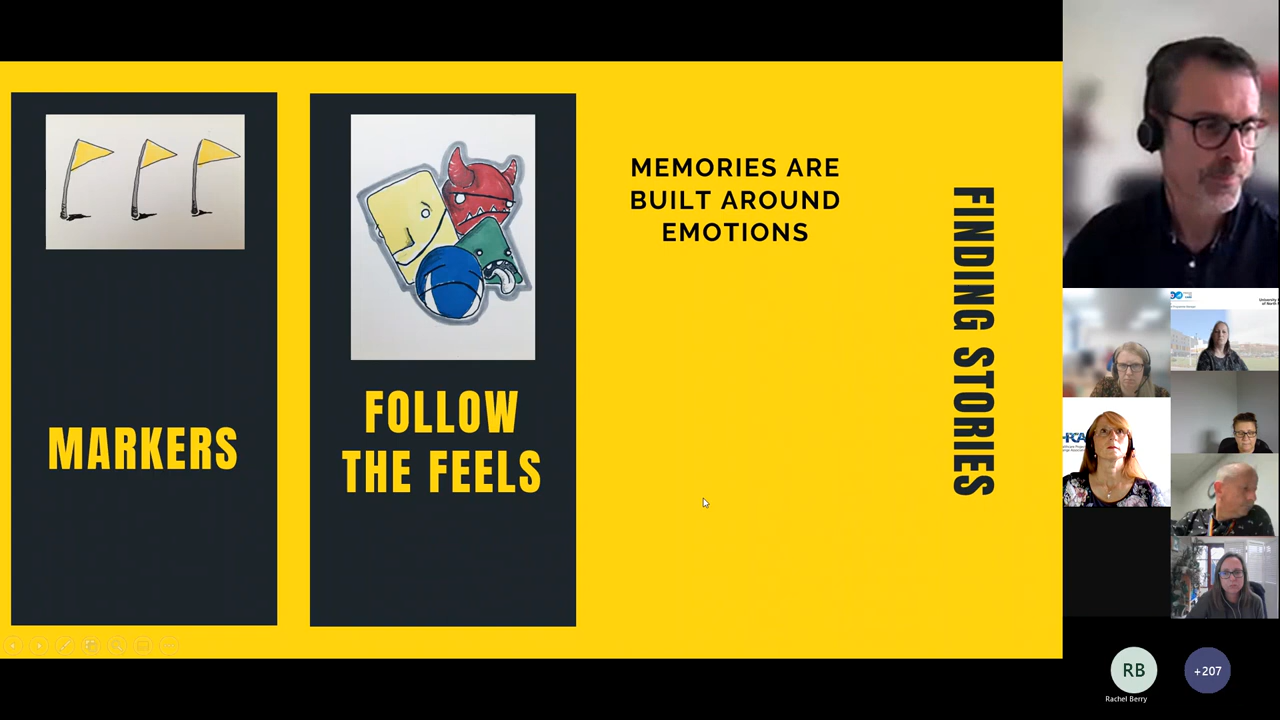 MARKERS
FOLLOW
THE FEELS
MEMORIES ARE
BUILT AROUND
EMOTIONS
FINDING STORIES
RB
+207
Rachel Berry